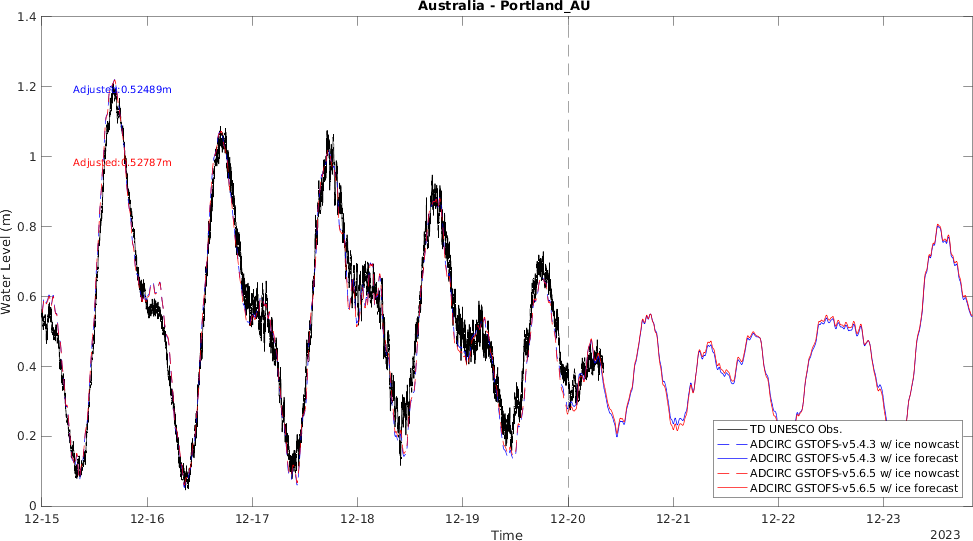 Australia - Portland_AU
1.4
1.2
1
0.8
0.6
0.4
0.2
0
Water Level (m)
Adjusted:0.52489m
Adjusted:0.52787m
TD UNESCO Obs.
ADCIRC GSTOFS-v5.4.3 w/ ice nowcast
ADCIRC GSTOFS-v5.4.3 w/ ice forecast
ADCIRC GSTOFS-v5.6.5 w/ ice nowcast
ADCIRC GSTOFS-v5.6.5 w/ ice forecast
12-15 12-16 12-17 12-18 12-19 12-20 12-21 12-22 12-23
Time
2023